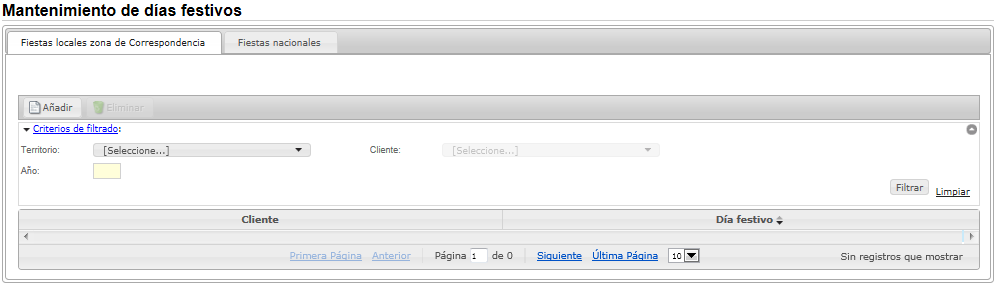 Mantenimiento de días festivos
Fiestas locales zona de Correspondencia Fiestas nacionales
Añadir Eliminar
Criterios de filtrado:
Territorio: [Seleccione...] Cliente: [Seleccione...]
Año:
Filtrar Limpiar
Cliente Día festivo
Primera Página Anterior Página 1 de 0 Siguiente Última Página 10 Sin registros que mostrar